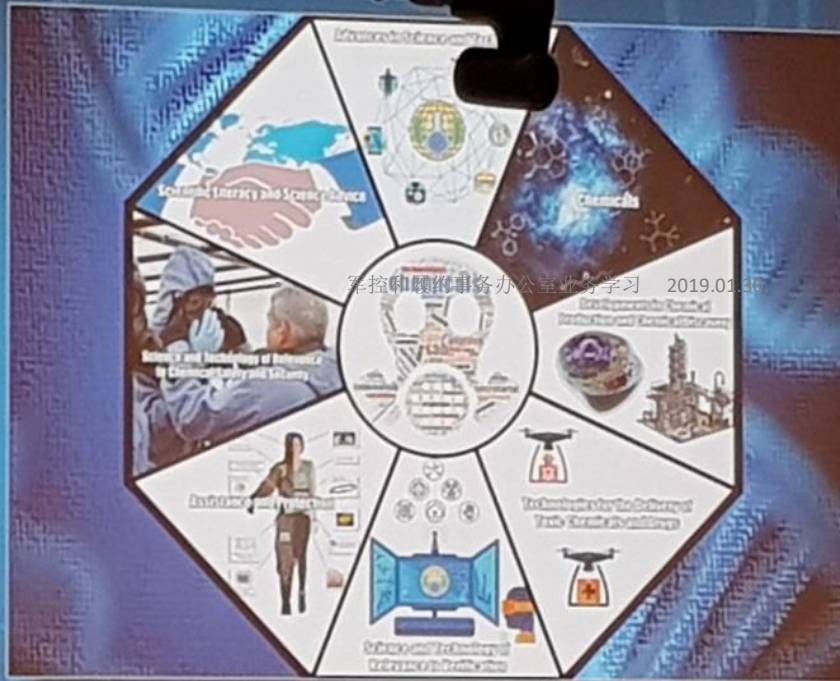 Advances in Science and Tec
Scientific Literacy and Science Advice
Chemicals
军控和履约事务办公室业务学习 2019.01.30
Developments in Chemical
Production and Chemical Discovery
Science and Technology of Relevance
to Chemical Safety and Security
Assistance and Protection
Technologies for the Delivery of
Toxic Chemicals and Drugs
Science and Technology of
Relevance to Verification